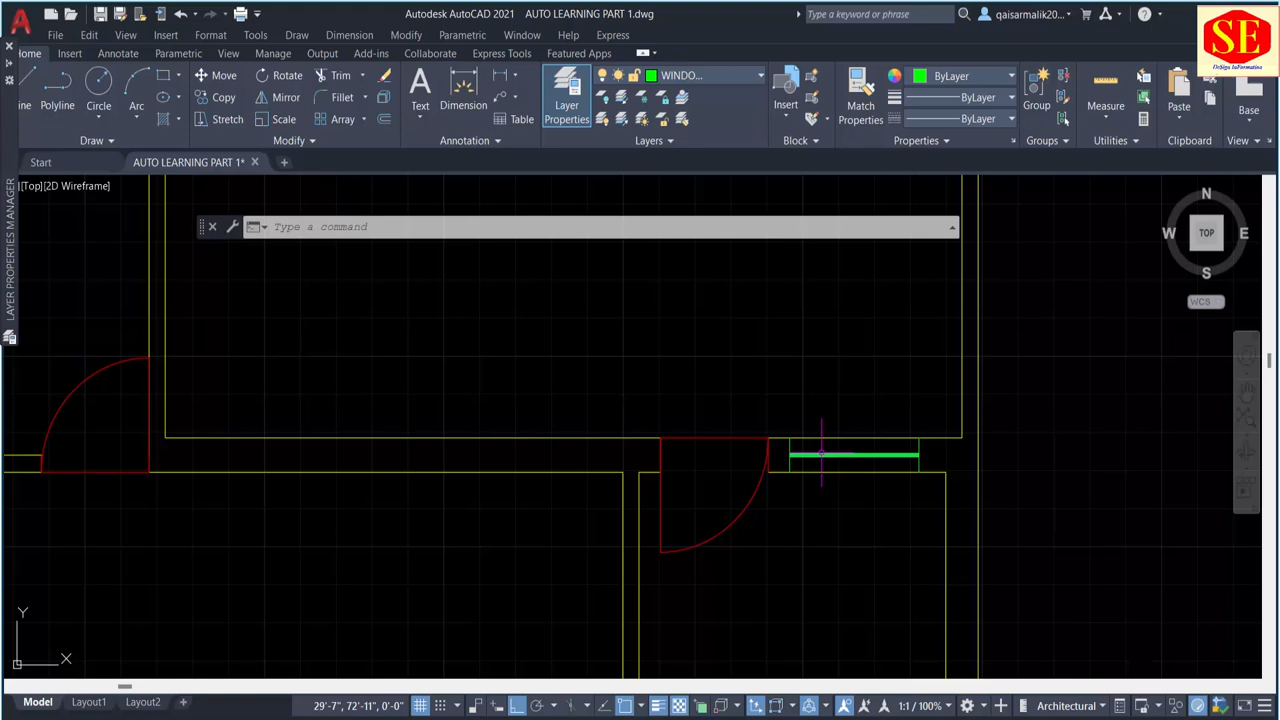 Autodesk AutoCAD 2021 AUTO LEARNING PART 1.dwg
Type a keyword or phrase
qaisarmalik20...
SE
DeSign InFormation
File Edit View Insert Format Tools Draw Dimension Modify Parametric Window Help Express
Home Insert Annotate Parametric View Manage Output Add-ins Collaborate Express Tools Featured Apps
Move Rotate Trim
Copy Mirror Fillet
Stretch Scale Array
Line Polyline Circle Arc
Text Dimension Table
Layer Properties
WINDO...
Insert
Match Properties
ByLayer
ByLayer
ByLayer
Group
Measure
Paste
Base
Draw Modify Annotation Layers Block Properties Groups Utilities Clipboard View
Start AUTO LEARNING PART 1*
][Top][2D Wireframe]
LAYER PROPERTIES MANAGER
Type a command
N
W TOP E
S
WCS
Y
X
Model Layout1 Layout2
29'-7", 72'-11", 0'-0"
1:1 / 100%
Architectural